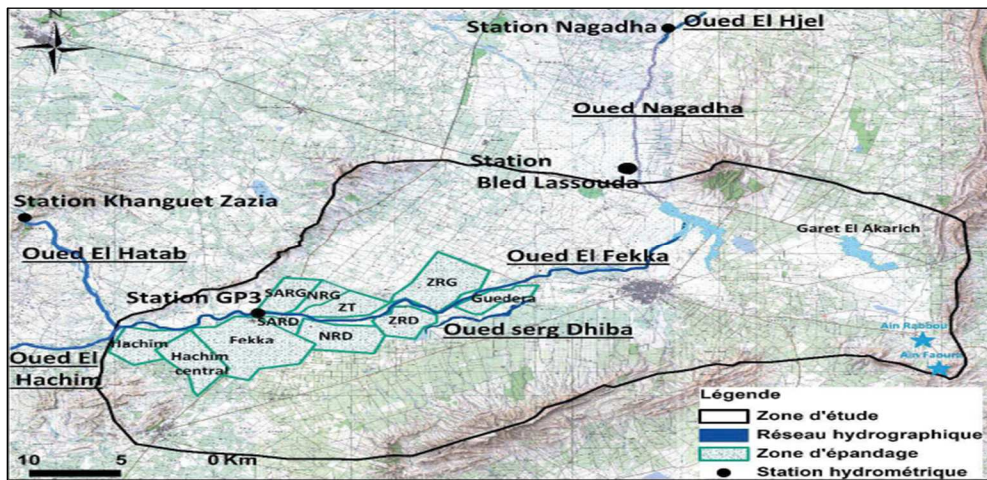 Station Nagadha
Oued El Hjel
Oued Nagadha
Station
Bled Lassouda
Station Khanguet Zazia
Garet El Akarich
Oued El Hatab
Oued El Fekka
ZRG
SARG
NRG
Guedera
Station GP3
ZT
SARD
ZRD
Oued serg Dhiba
Ain Rabbou
Hachim
Fekka
NRD
Oued El
Hachim
Hachim
central
Légende
Zone d'étude
Réseau hydrographique
Zone d'épandage
Station hydrométrique
10 5 0 Km